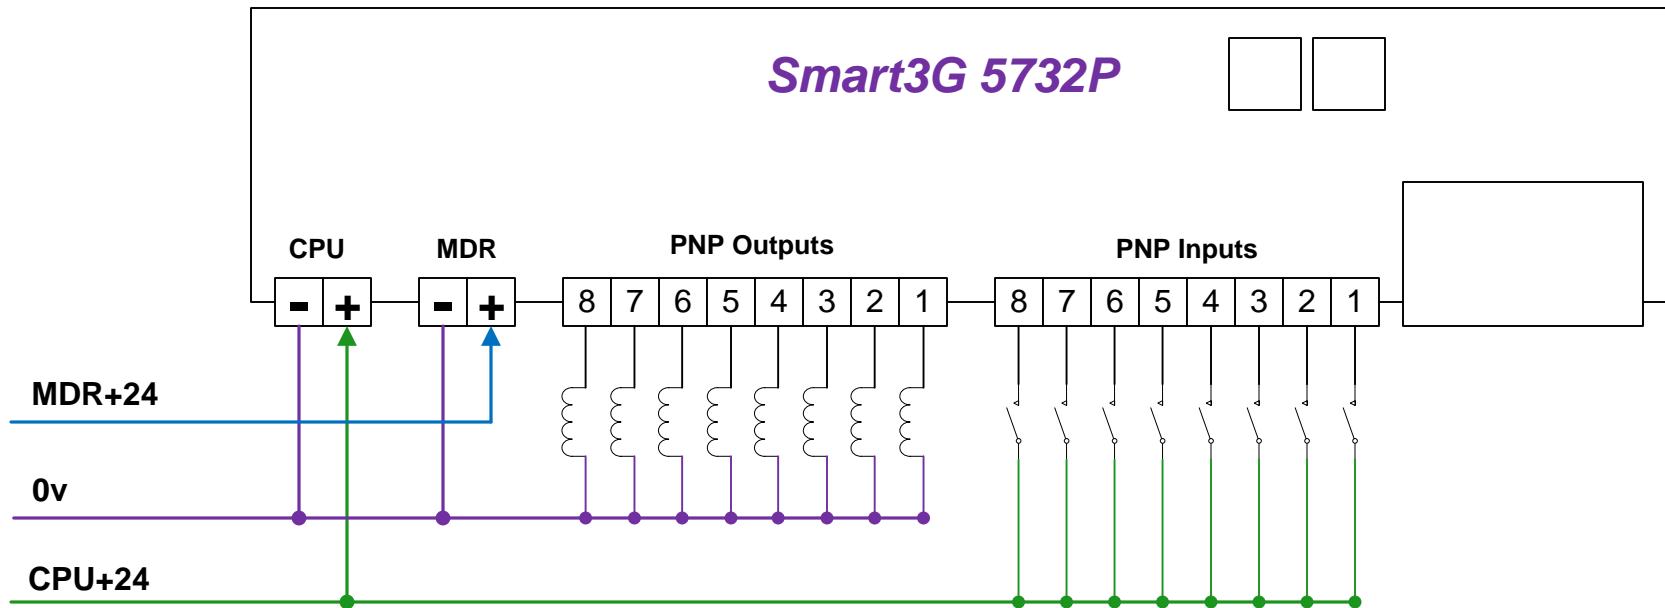 Smart3G 5732P
CPU MDR PNP Outputs PNP Inputs
- + - + 8 7 6 5 4 3 2 1 8 7 6 5 4 3 2 1
MDR+24
0v
CPU+24